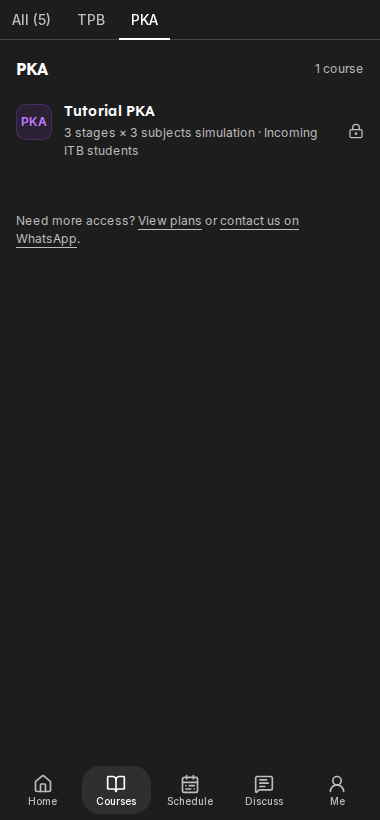 All (5) TPB PKA
PKA 1 course
PKA Tutorial PKA
3 stages × 3 subjects simulation · Incoming
ITB students
Need more access? View plans or contact us on
WhatsApp.
Home Courses Schedule Discuss Me